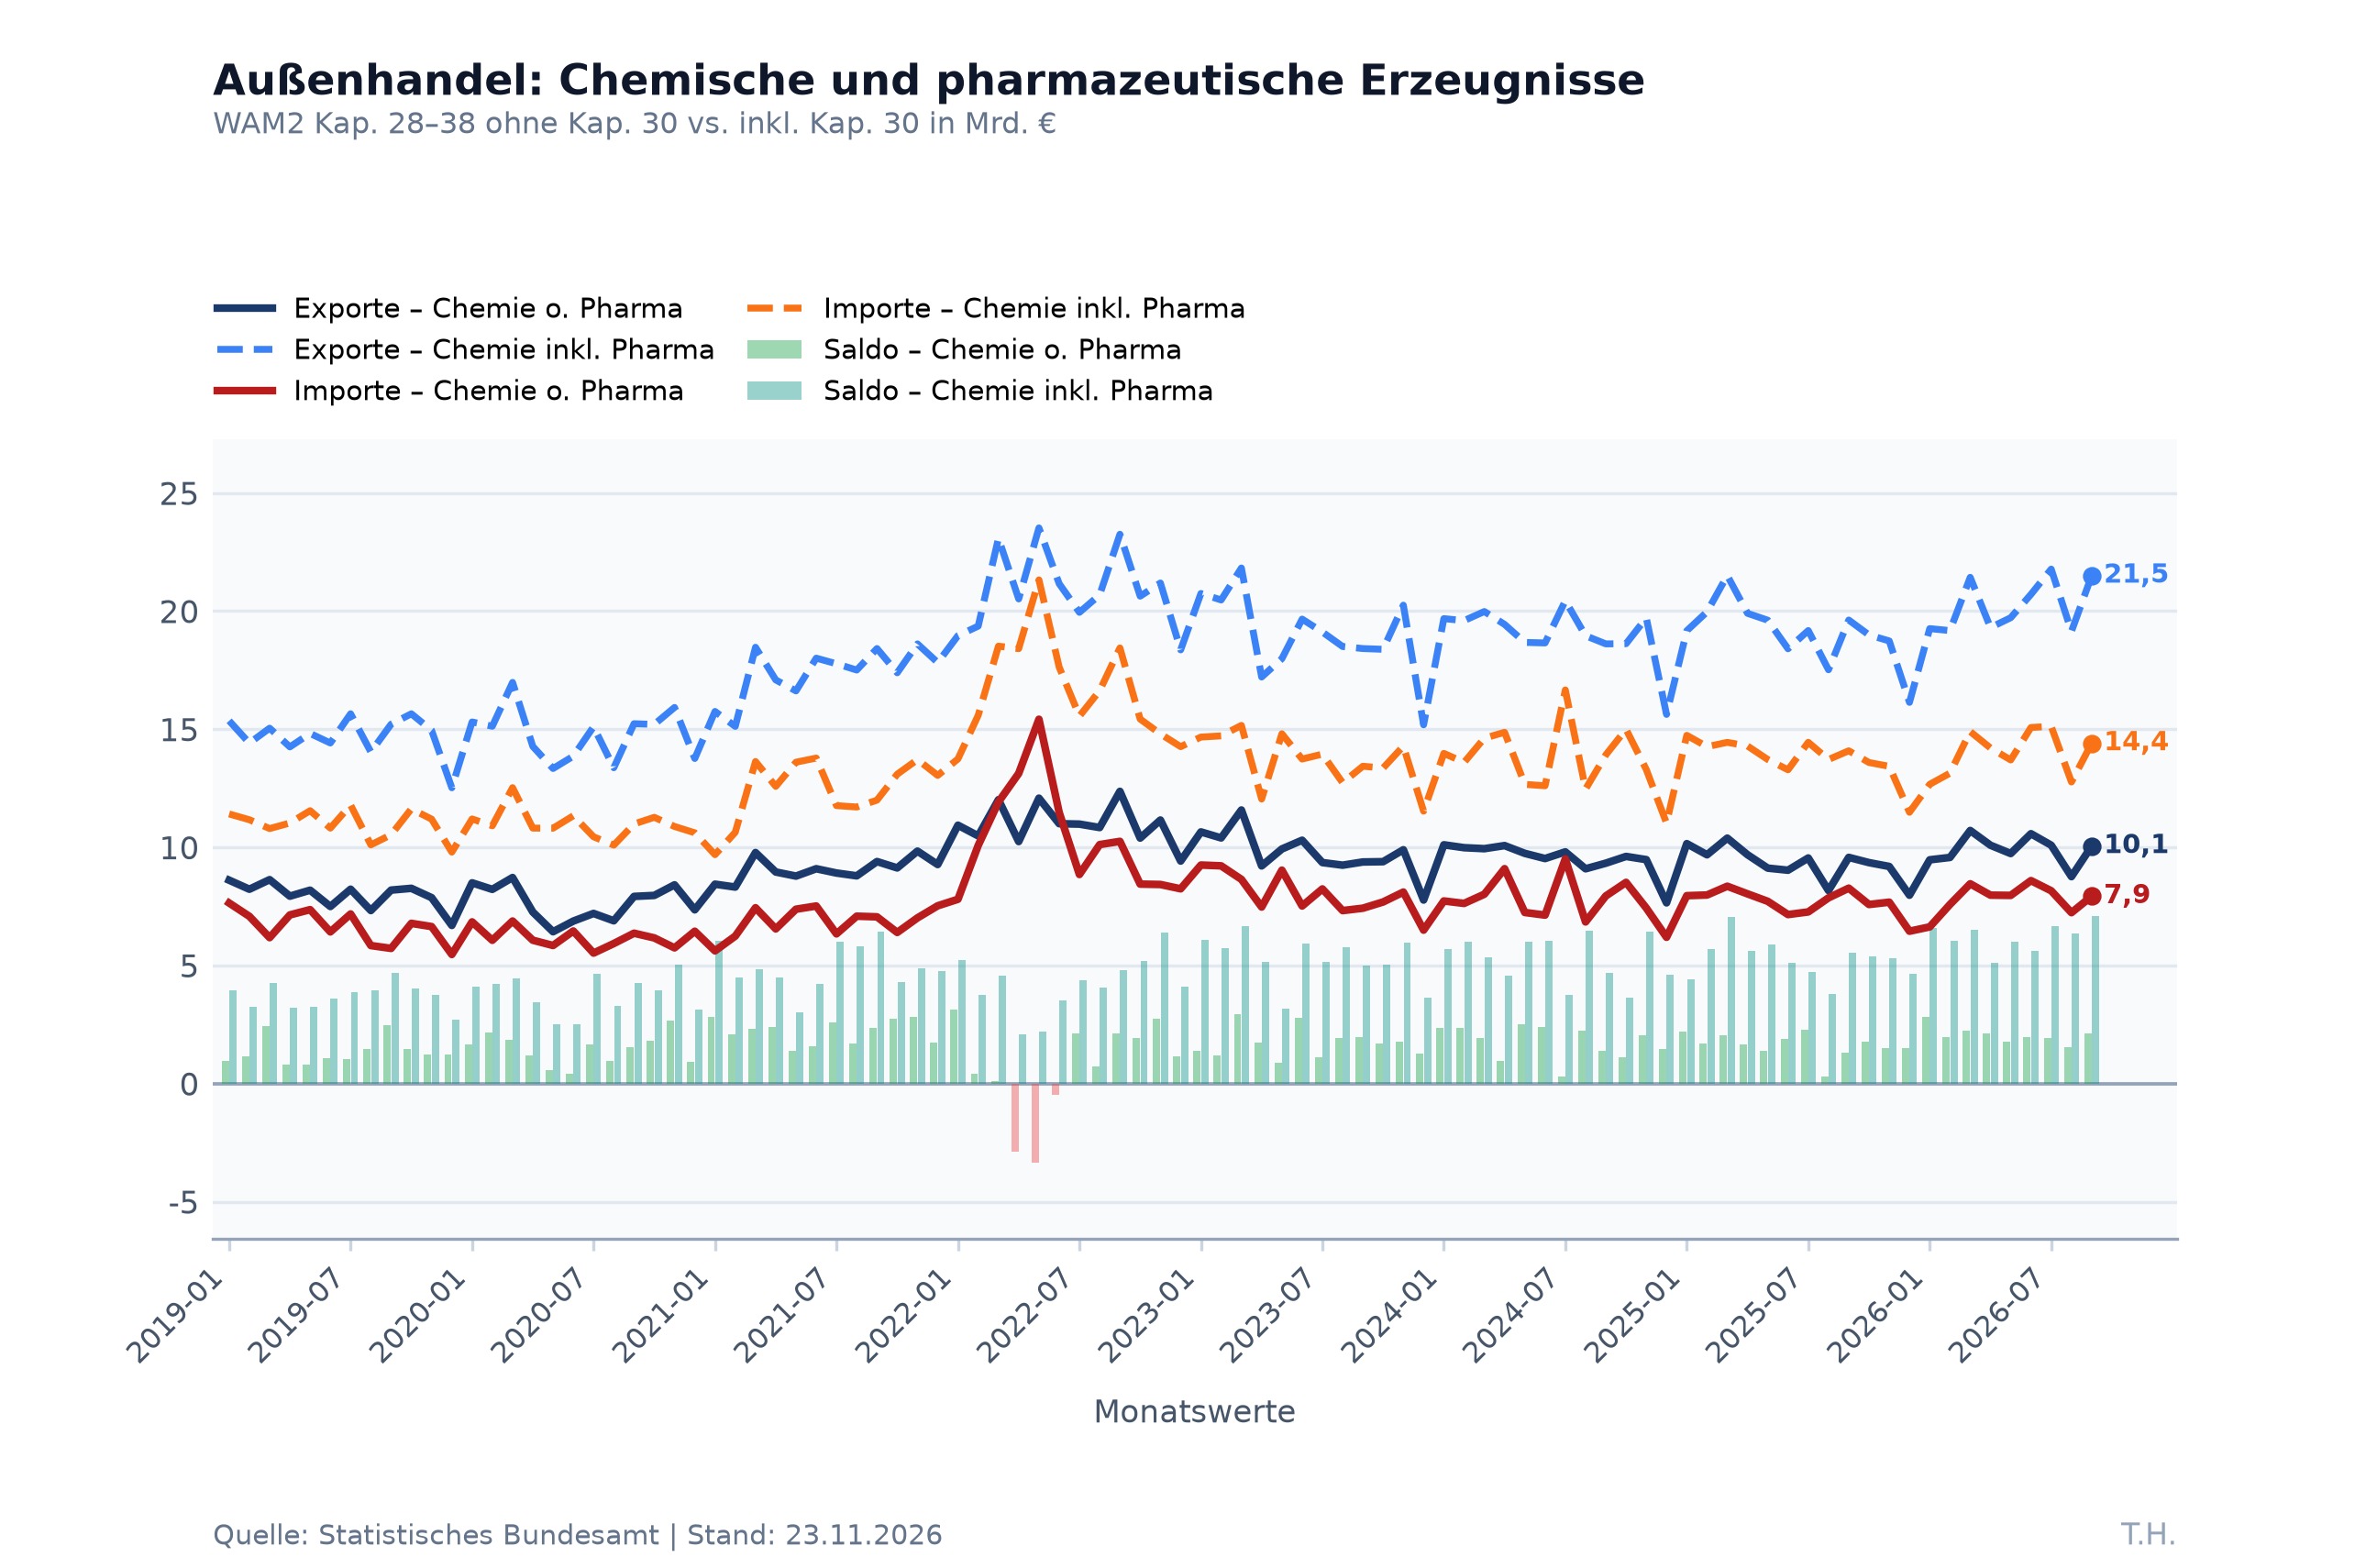 Außenhandel: Chemische und pharmazeutische Erzeugnisse
WAM2 Kap. 28–38 ohne Kap. 30 vs. inkl. Kap. 30 in Mrd. €
Exporte – Chemie o. Pharma
Exporte – Chemie inkl. Pharma
Importe – Chemie o. Pharma
Importe – Chemie inkl. Pharma
Saldo – Chemie o. Pharma
Saldo – Chemie inkl. Pharma
25
20
15
10
5
0
-5
21,5
14,4
10,1
7,9
2019-01
2019-07
2020-01
2020-07
2021-01
2021-07
2022-01
2022-07
2023-01
2023-07
2024-01
2024-07
2025-01
2025-07
2026-01
2026-07
Monatswerte
Quelle: Statistisches Bundesamt | Stand: 23.11.2026
T.H.